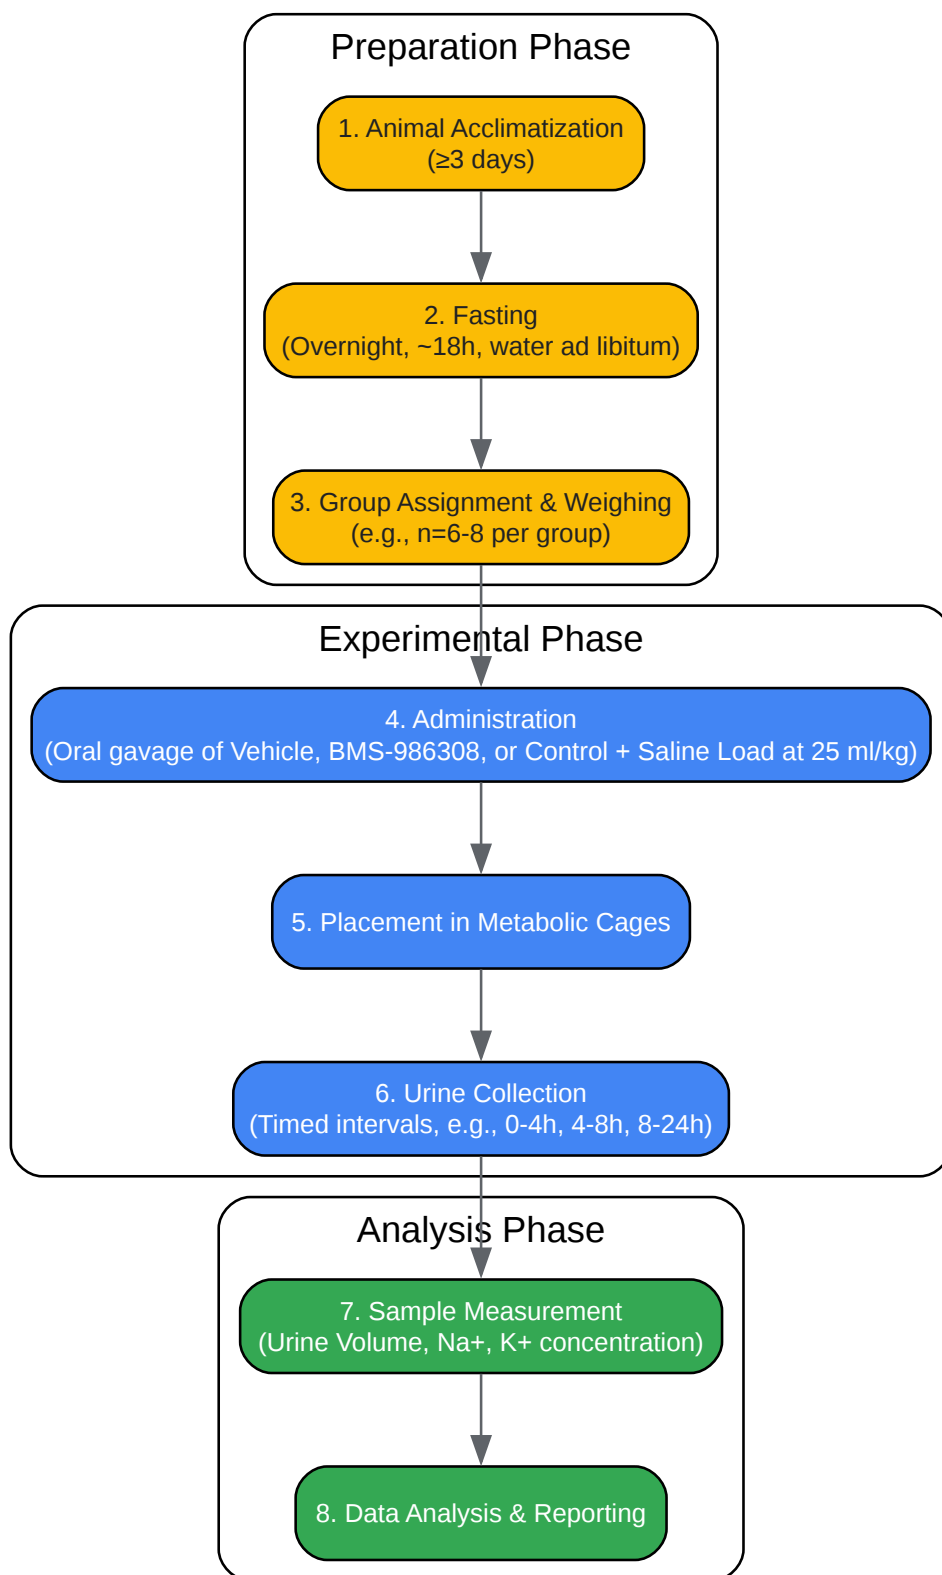 Preparation Phase
1. Animal Acclimatization
(≥3 days)
2. Fasting
(Overnight, ~18h, water ad libitum)
3. Group Assignment & Weighing
(e.g., n=6-8 per group)
Experimental Phase
4. Administration
(Oral gavage of Vehicle, BMS-986308, or Control + Saline Load at 25 ml/kg)
5. Placement in Metabolic Cages
6. Urine Collection
(Timed intervals, e.g., 0-4h, 4-8h, 8-24h)
Analysis Phase
7. Sample Measurement
(Urine Volume, Na+, K+ concentration)
8. Data Analysis & Reporting